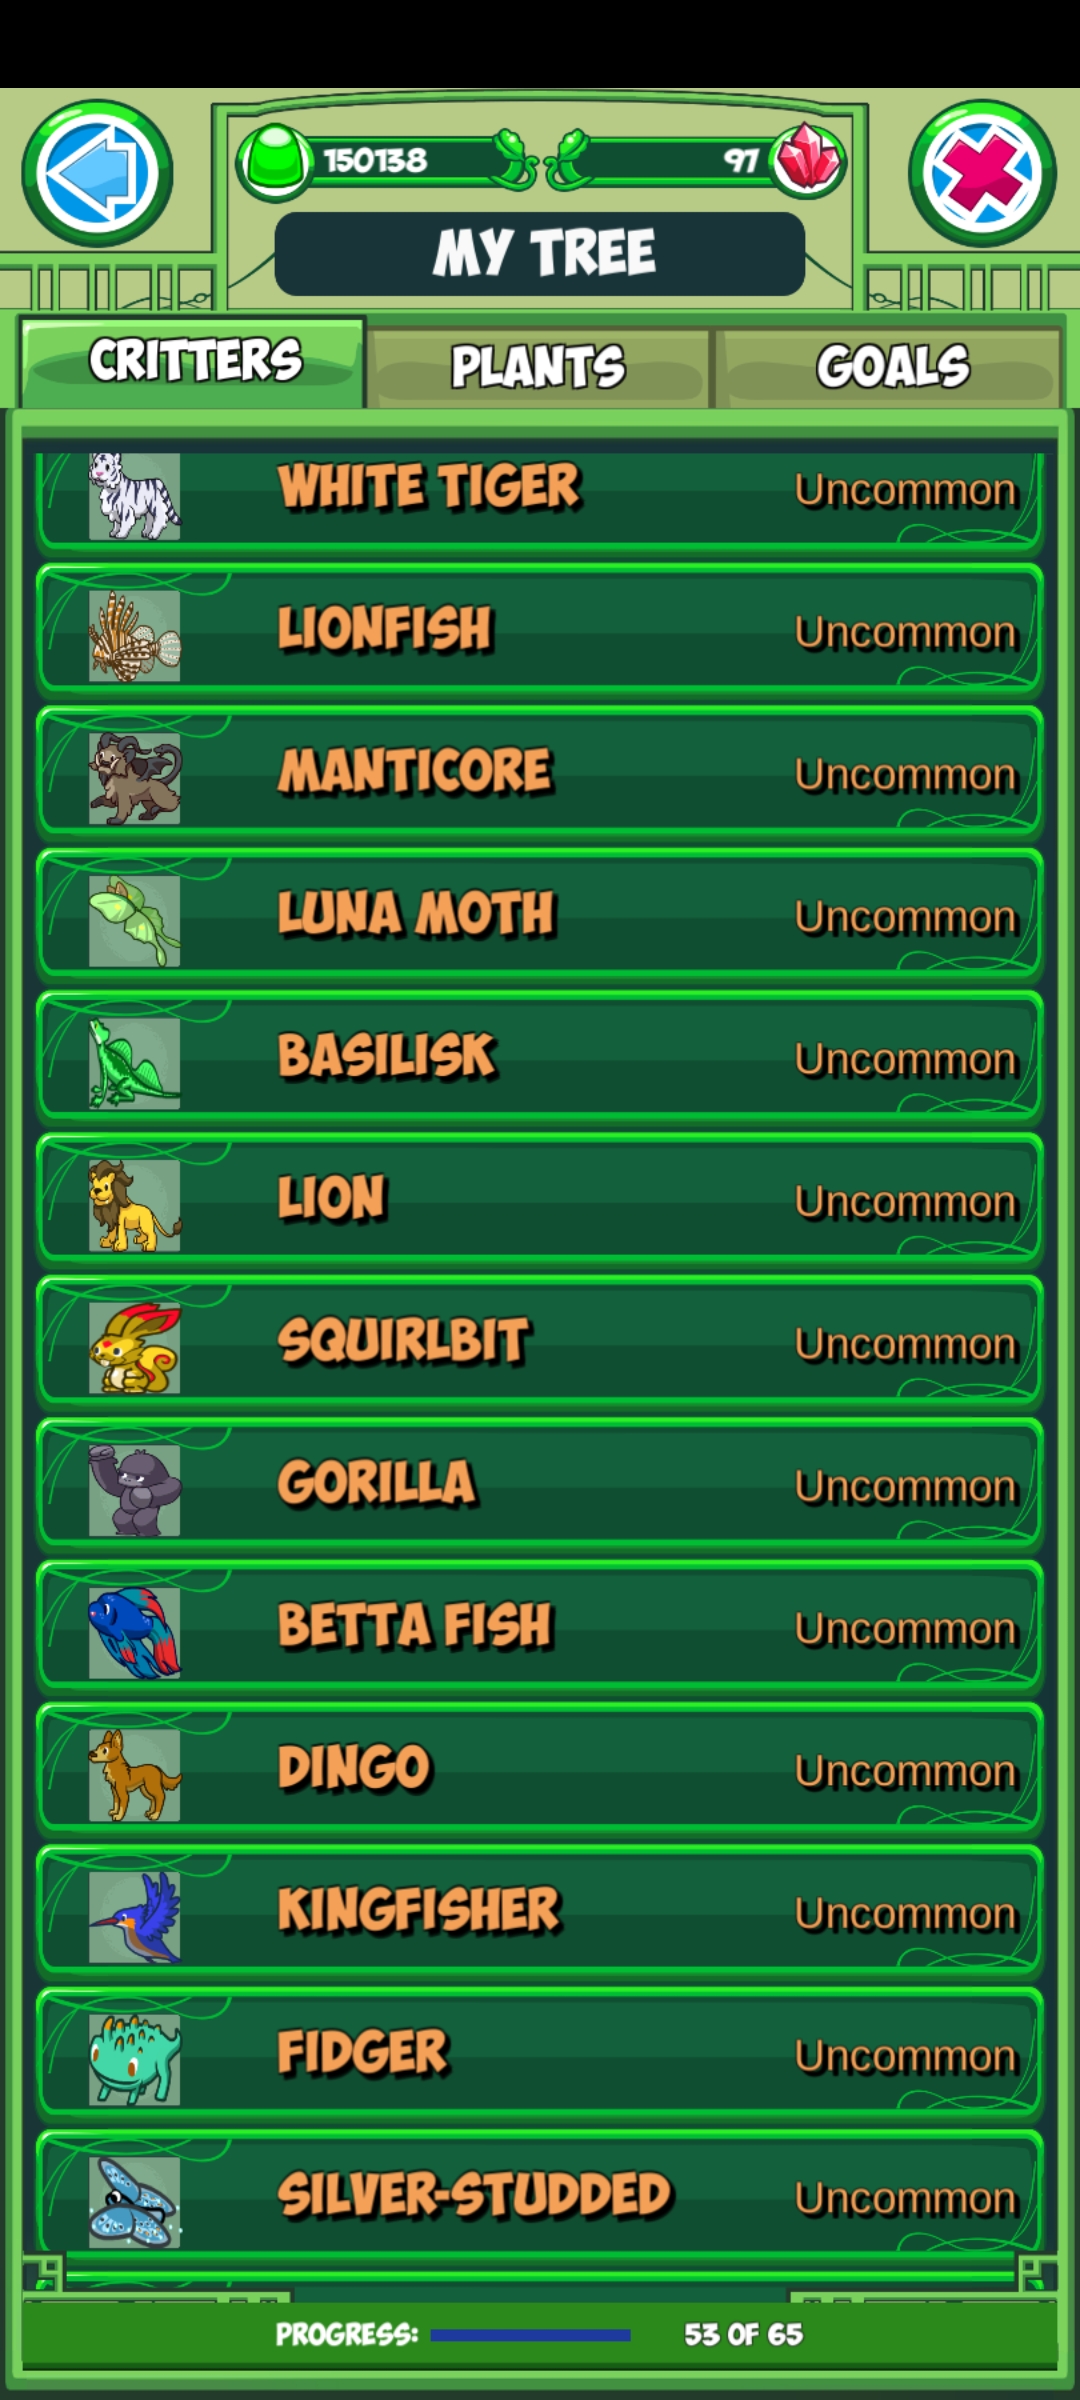 150138
97
MY TREE
CRITTERS PLANTS GOALS
WHITE TIGER Uncommon
LIONFISH Uncommon
MANTICORE Uncommon
LUNA MOTH Uncommon
BASILISK Uncommon
LION Uncommon
SQUIRLBIT Uncommon
GORILLA Uncommon
BETTA FISH Uncommon
DINGO Uncommon
KINGFISHER Uncommon
FIDGER Uncommon
SILVER-STUDDED Uncommon
PROGRESS: 53 OF 65